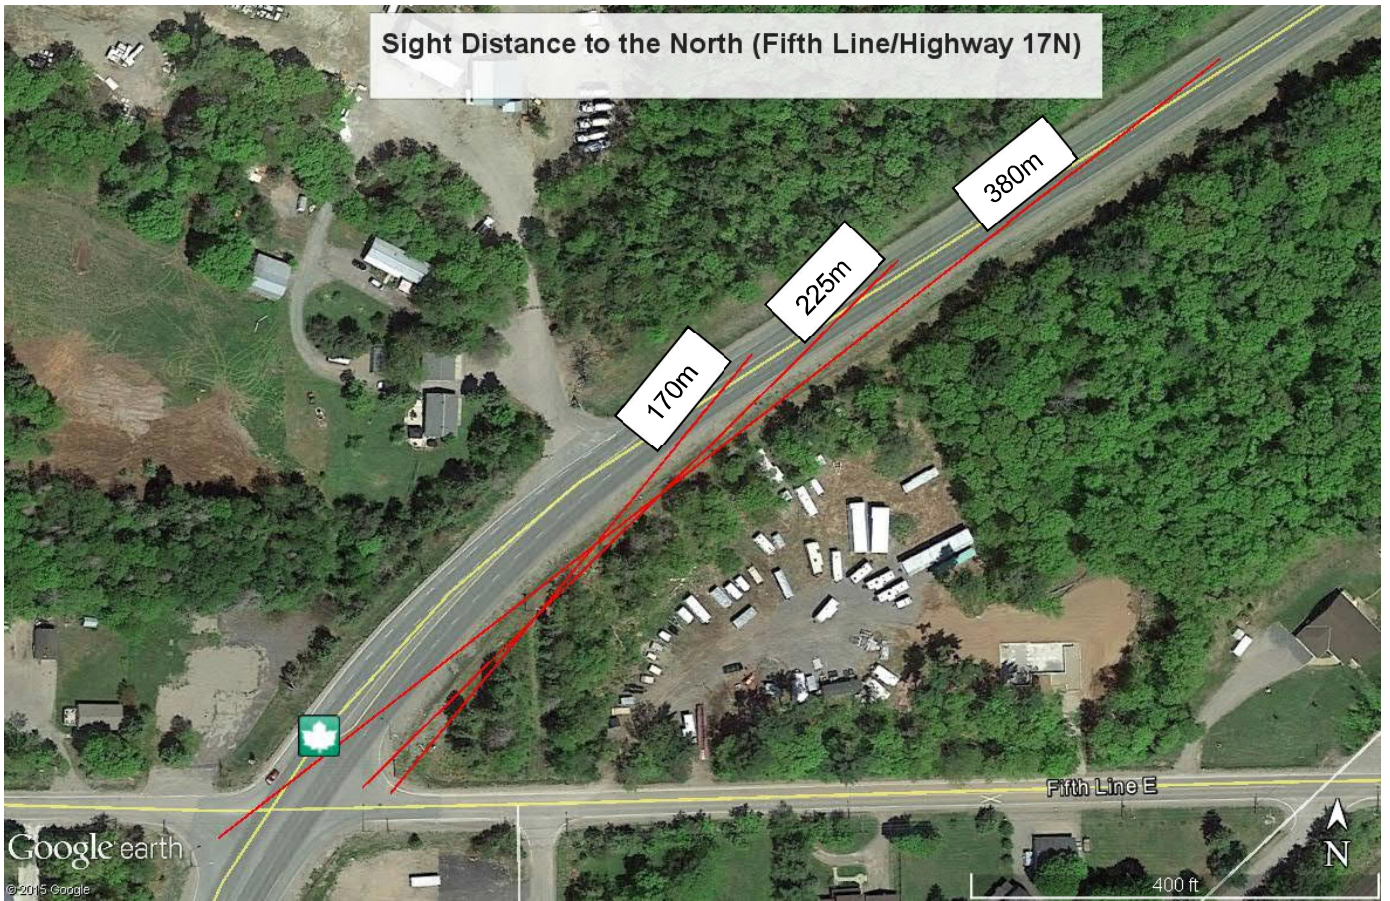 Sight Distance to the North (Fifth Line/Highway 17N)
380m
225m
170m
Fifth Line E
Google earth
© 2015 Google
N
400 ft